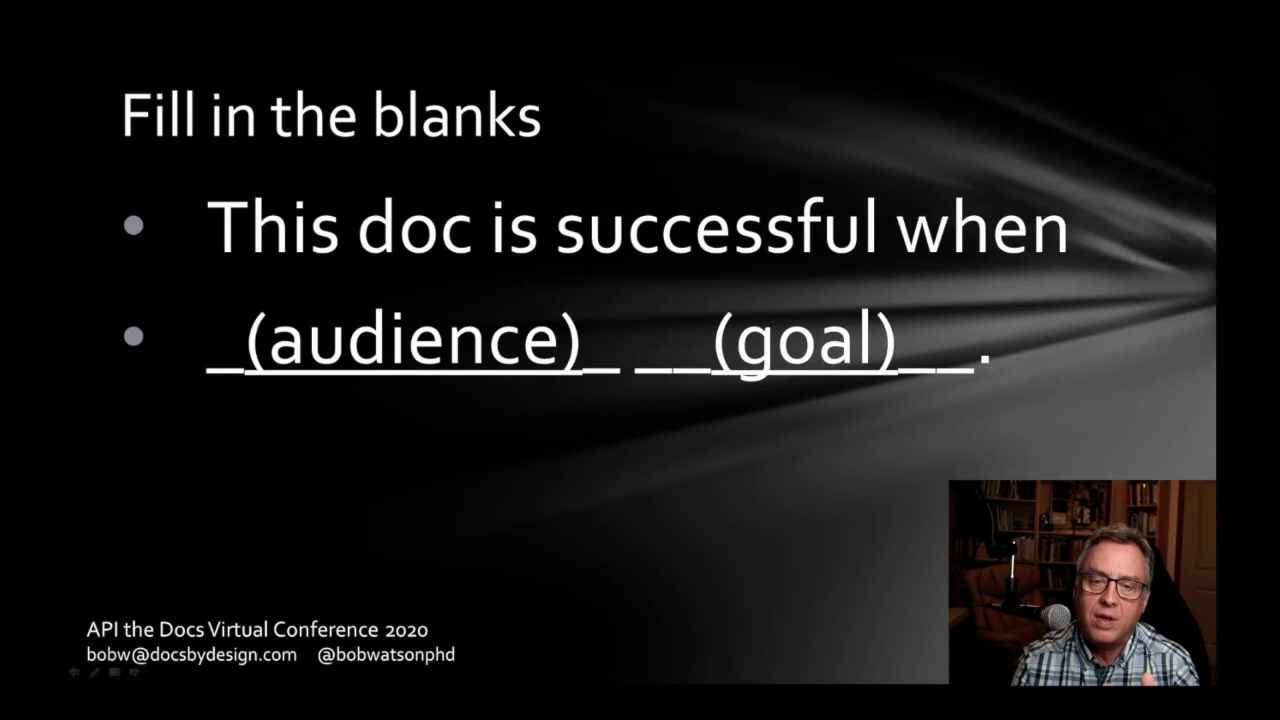 Fill in the blanks
• This doc is successful when
• _(audience)_ __(goal)__.
API the Docs Virtual Conference 2020
bobw@docsbydesign.com @bobwatsonphd